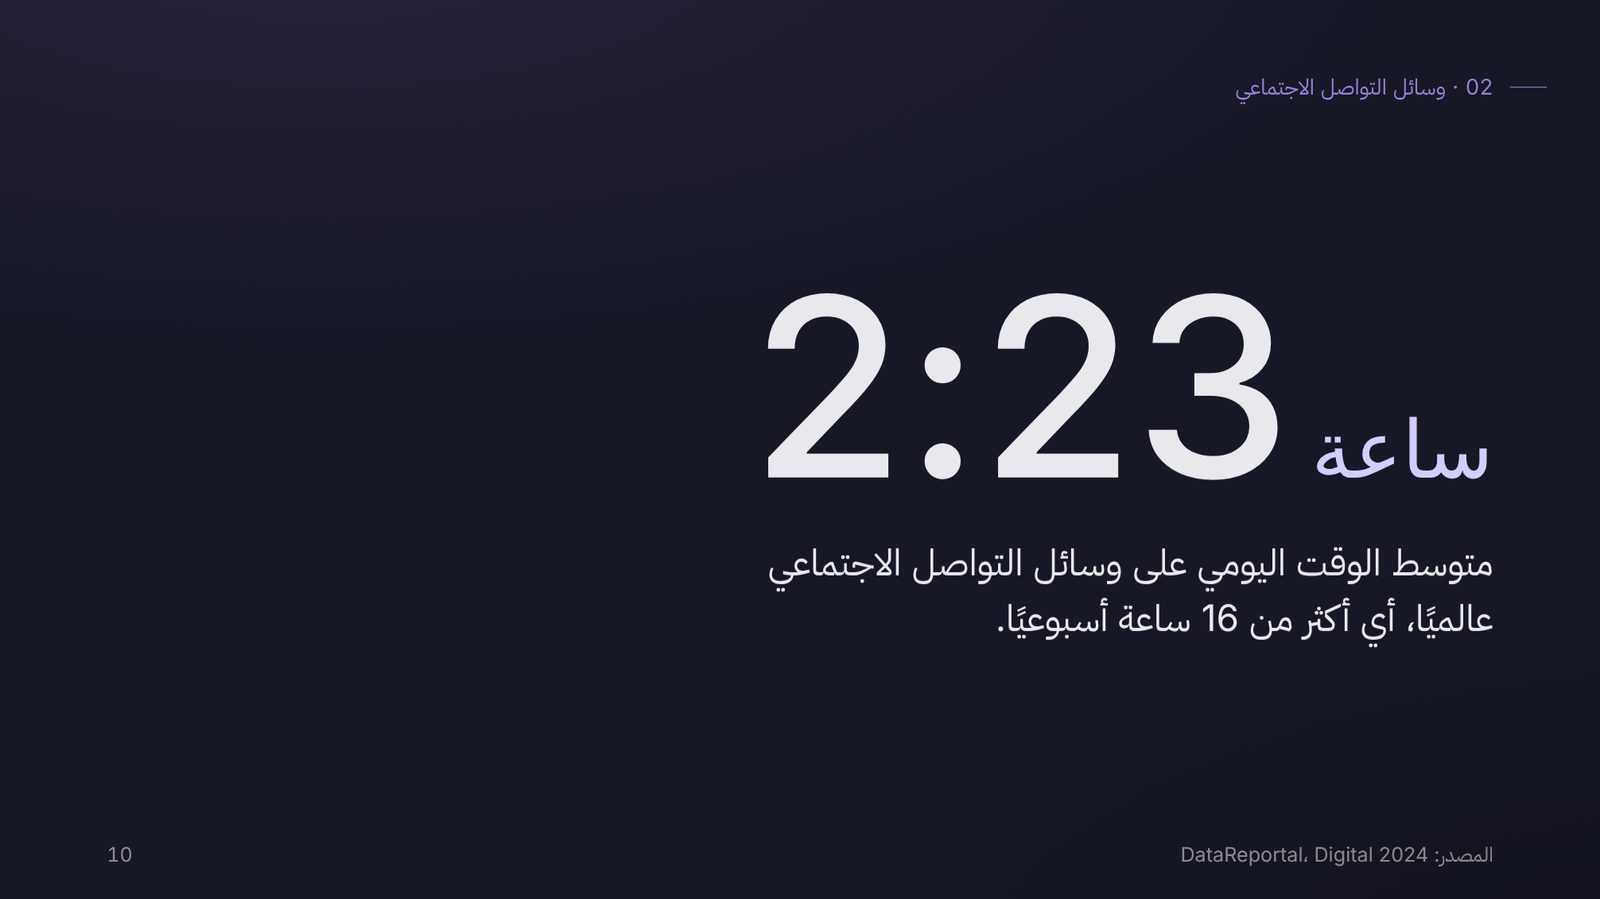 02 · وسائل التواصل الاجتماعي
ساعة 2:23
متوسط الوقت اليومي على وسائل التواصل الاجتماعي
عالميًا، أي أكثر من 16 ساعة أسبوعيًا.
المصدر: DataReportal، Digital 2024
10